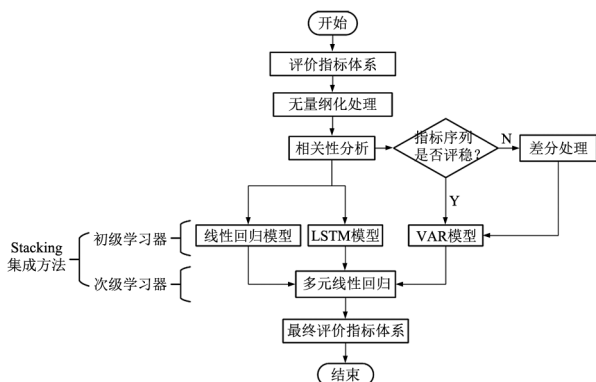 开始
评价指标体系
无量纲化处理
相关性分析
指标序列
是否评稳？
N
差分处理
Y
Stacking
集成方法
初级学习器
线性回归模型
LSTM模型
VAR模型
次级学习器
多元线性回归
最终评价指标体系
结束